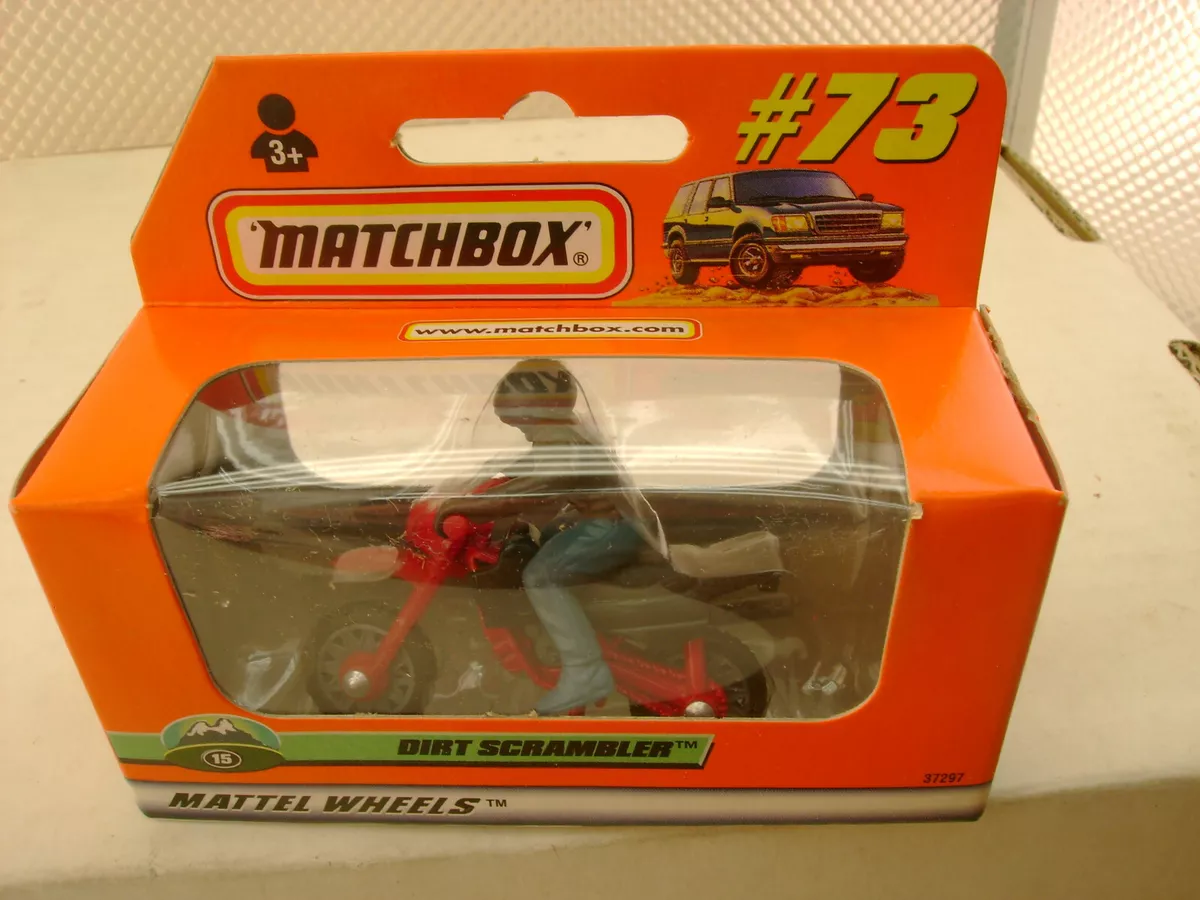 #73
3+
'MATCHBOX'®
www.matchbox.com
DIRT SCRAMBLER™
15
37297
MATTEL WHEELS™